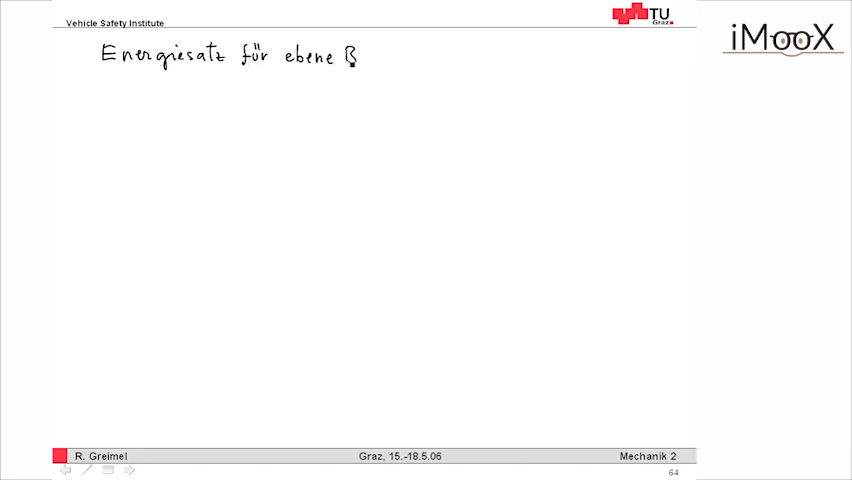 Vehicle Safety Institute
TU
Graz
iMooX
Energiesatz für ebene B
R. Greimel
Graz, 15.-18.5.06
Mechanik 2
64